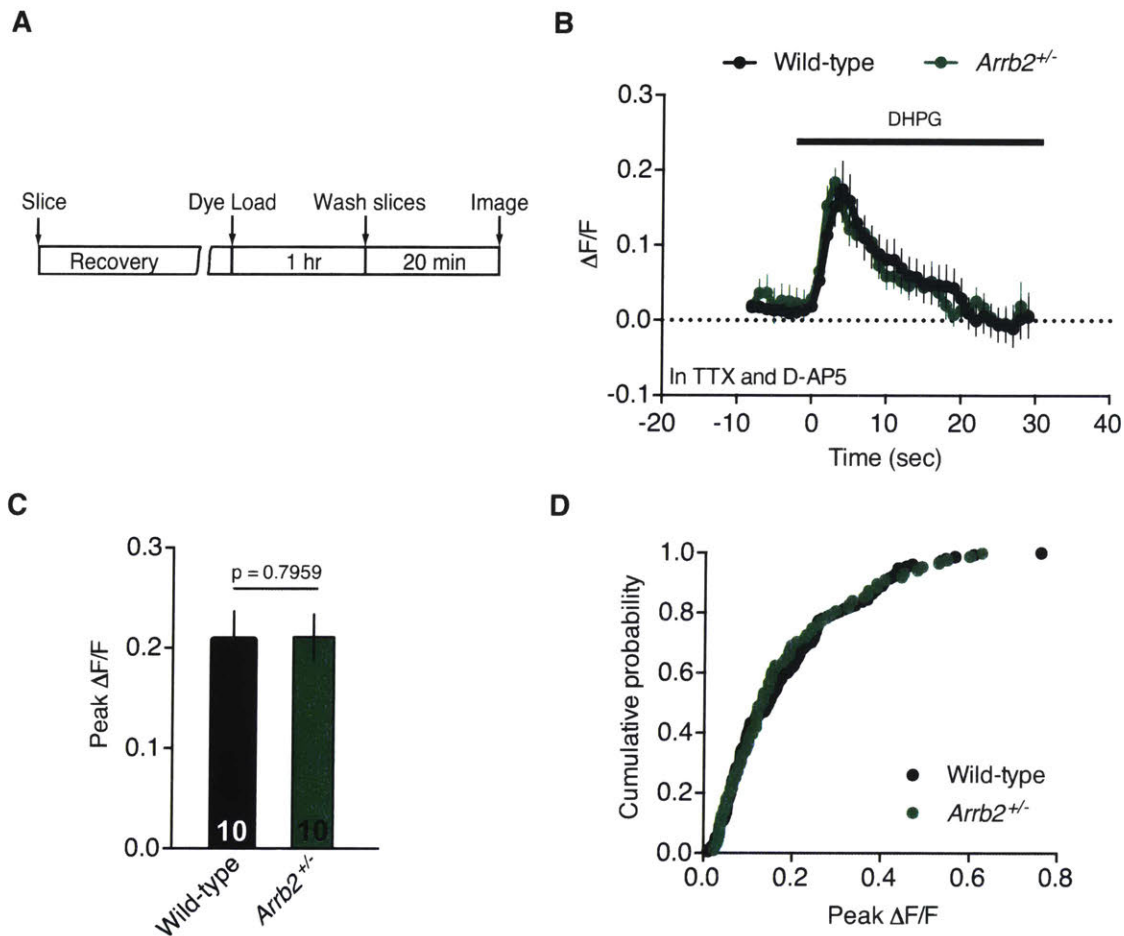 A
Slice
Dye Load
Wash slices
Image
Recovery
1 hr
20 min
B
Wild-type
Arrb2+/-
0.3
0.2
0.1
0.0
-0.1
ΔF/F
DHPG
In TTX and D-AP5
-20
-10
0
10
20
30
40
Time (sec)
C
0.3
0.2
0.1
0.0
Peak ΔF/F
p = 0.7959
10
10
Wild-type
Arrb2+/-
D
1.0
0.8
0.6
0.4
0.2
0.0
Cumulative probability
Wild-type
Arrb2+/-
0.0
0.2
0.4
0.6
0.8
Peak ΔF/F